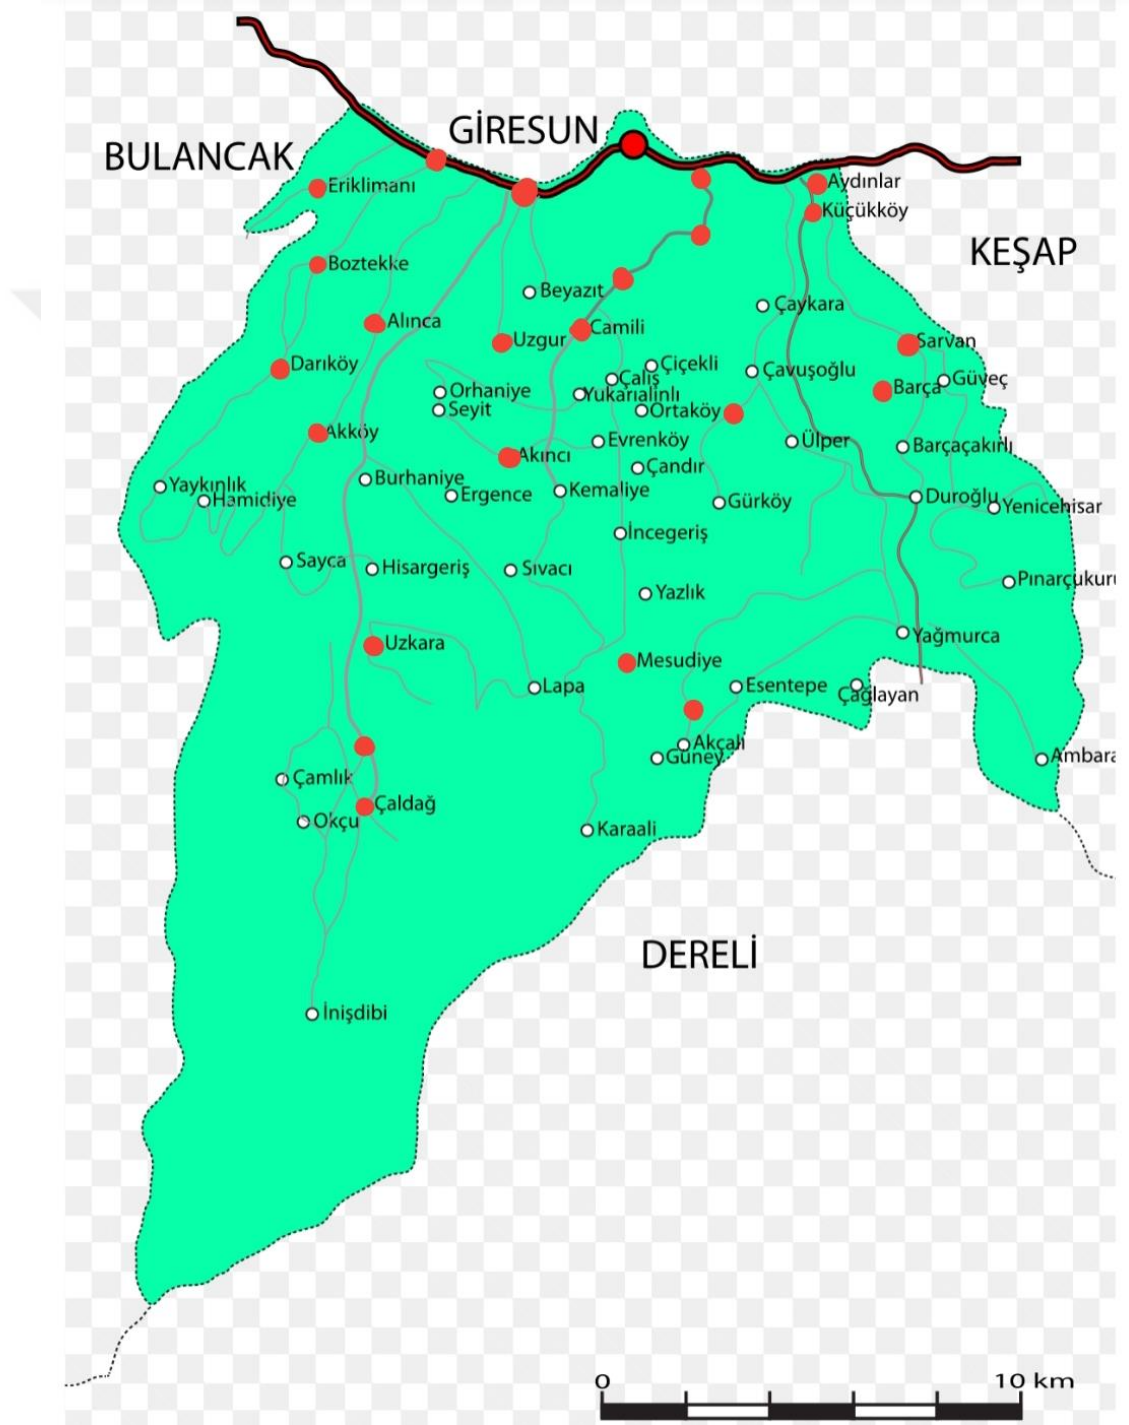 GİRESUN
BULANCAK
Eriklimanı
Aydınlar
Küçükköy
KEŞAP
Boztekke
Beyazıt
Çaykara
Alınca
Camili
Uzgur
Sarvan
Darıköy
Çiçekli
Çavuşoğlu
Çalış
Güveç
Orhaniye
Yukarıalinlı
Barça
Seyit
Ortaköy
Akköy
Evrenköy
Ülper
Barçaçakırlı
Akıncı
Çandır
Burhaniye
Yaykınlık
Hamidiye
Ergence
Kemaliye
Gürköy
Duroğlu
Yenicehisar
İncegeriş
Sayca
Hisargeriş
Sıvacı
Pınarçukuru
Yazlık
Uzkara
Yağmurca
Mesudiye
Lapa
Esentepe
Çağlayan
Akçalı
Güney
Ambara
Çamlık
Çaldağ
Okçu
Karaali
DERELİ
İnişdibi
0 10 km